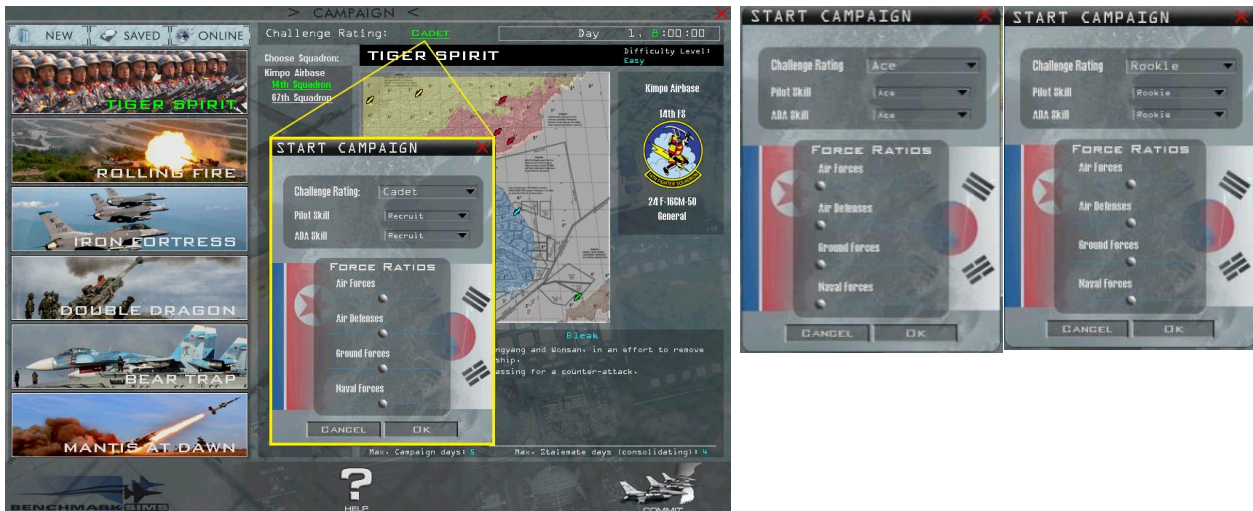 > CAMPAIGN <
NEW
SAVED
ONLINE
Challenge Rating: CADET
Day 1, 8:00:00
TIGER SPIRIT
ROLLING FIRE
IRON FORTRESS
DOUBLE DRAGON
BEAR TRAP
MANTIS AT DAWN
Choose Squadron:
Kimpo Airbase
14th Squadron
67th Squadron
TIGER SPIRIT
Difficulty Level:
Easy
Kimpo Airbase
14th FS
24 F-16CM-50
General
Bleak
ngyang and Wonsan, in an effort to remove
ship.
assing for a counter-attack.
Max. Campaign days: 5
Max. Stalemate days (consolidating): 4
BENCHMARK SIMS
HELP
COMMIT
START CAMPAIGN
Challenge Rating: Cadet
Pilot Skill Recruit
ADA Skill Recruit
FORCE RATIOS
Air Forces
Air Defenses
Ground Forces
Naval Forces
CANCEL
OK
START CAMPAIGN
Challenge Rating Ace
Pilot Skill Ace
ADA Skill Ace
FORCE RATIOS
Air Forces
Air Defenses
Ground Forces
Naval Forces
CANCEL
OK
START CAMPAIGN
Challenge Rating Rookie
Pilot Skill Rookie
ADA Skill Rookie
FORCE RATIOS
Air Forces
Air Defenses
Ground Forces
Naval Forces
CANCEL
OK